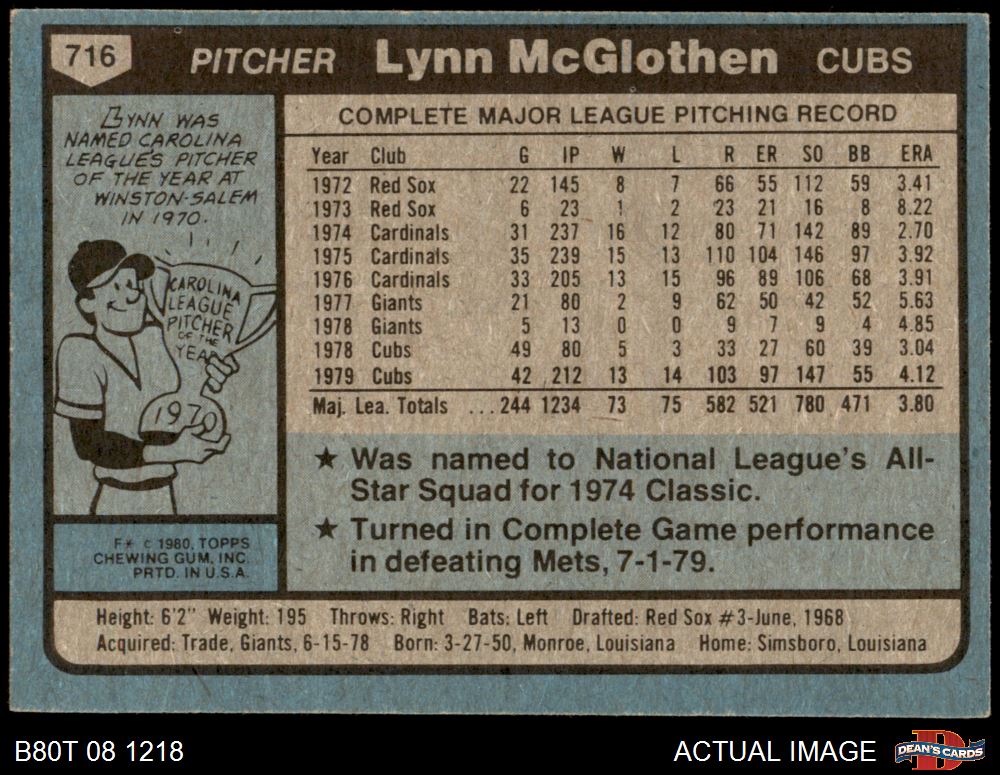 716 PITCHER Lynn McGlothen CUBS
LYNN WAS
NAMED CAROLINA
LEAGUE'S PITCHER
OF THE YEAR AT
WINSTON-SALEM
IN 1970.
CAROLINA
LEAGUE
PITCHER
OF THE
YEAR
1970
F* © 1980, TOPPS
CHEWING GUM, INC.
PRTD. IN U.S.A.
COMPLETE MAJOR LEAGUE PITCHING RECORD
Year Club G IP W L R ER SO BB ERA
1972 Red Sox 22 145 8 7 66 55 112 59 3.41
1973 Red Sox 6 23 1 2 23 21 16 8 8.22
1974 Cardinals 31 237 16 12 80 71 142 89 2.70
1975 Cardinals 35 239 15 13 110 104 146 97 3.92
1976 Cardinals 33 205 13 15 96 89 106 68 3.91
1977 Giants 21 80 2 9 62 50 42 52 5.63
1978 Giants 5 13 0 0 9 7 9 4 4.85
1978 Cubs 49 80 5 3 33 27 60 39 3.04
1979 Cubs 42 212 13 14 103 97 147 55 4.12
Maj. Lea. Totals ...244 1234 73 75 582 521 780 471 3.80
★ Was named to National League's All-
Star Squad for 1974 Classic.
★ Turned in Complete Game performance
in defeating Mets, 7-1-79.
Height: 6'2" Weight: 195 Throws: Right Bats: Left Drafted: Red Sox #3-June, 1968
Acquired: Trade, Giants, 6-15-78 Born: 3-27-50, Monroe, Louisiana Home: Simsboro, Louisiana
B80T 08 1218 ACTUAL IMAGE DEAN'S CARDS